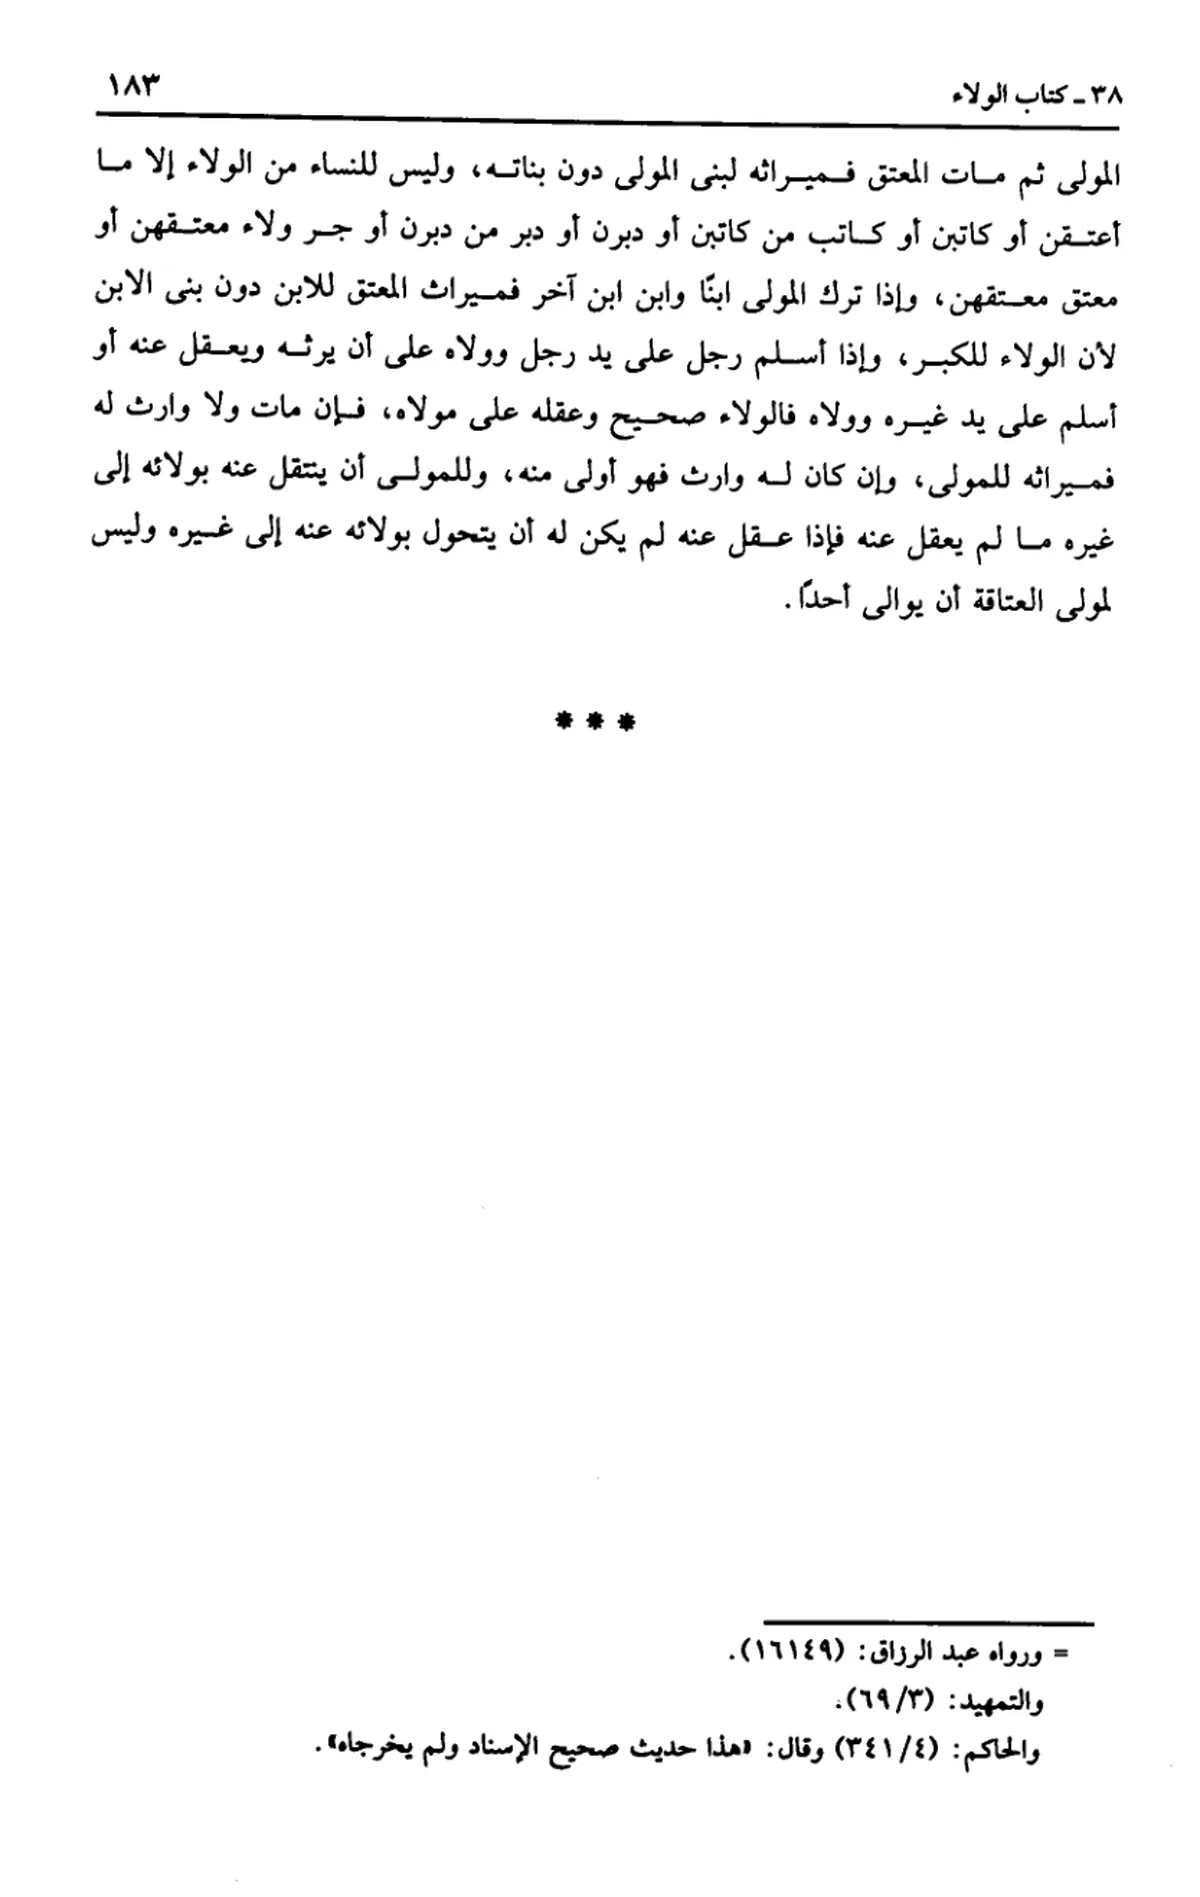 ٣٨ - كتاب الولاء
١٨٣
المولى ثم مات المعتق فميراثه لبنى المولى دون بناته، وليس للنساء من الولاء إلا ما
أعتقن أو كاتبن أو كاتب من كاتبن أو دبرن أو دبر من دبرن أو جر ولاء معتقهن أو
معتق معتقهن، وإذا ترك المولى ابنًا وابن ابن آخر فميراث المعتق للابن دون بنى الابن
لأن الولاء للكبر، وإذا أسلم رجل على يد رجل وولاه على أن يرثه ويعقل عنه أو
أسلم على يد غيره وولاه فالولاء صحيح وعقله على مولاه، فإن مات ولا وارث له
فميراثه للمولى، وإن كان له وارث فهو أولى منه، وللمولى أن ينتقل عنه بولائه إلى
غيره ما لم يعقل عنه فإذا عقل عنه لم يكن له أن يتحول بولائه عنه إلى غيره وليس
لمولى العتاقة أن يوالى أحدًا.
* * *
= ورواه عبد الرزاق: (١٦١٤٩).
والتمهيد: (٦٩/٣).
والحاكم: (٣٤١/٤) وقال: «هذا حديث صحيح الإسناد ولم يخرجاه».